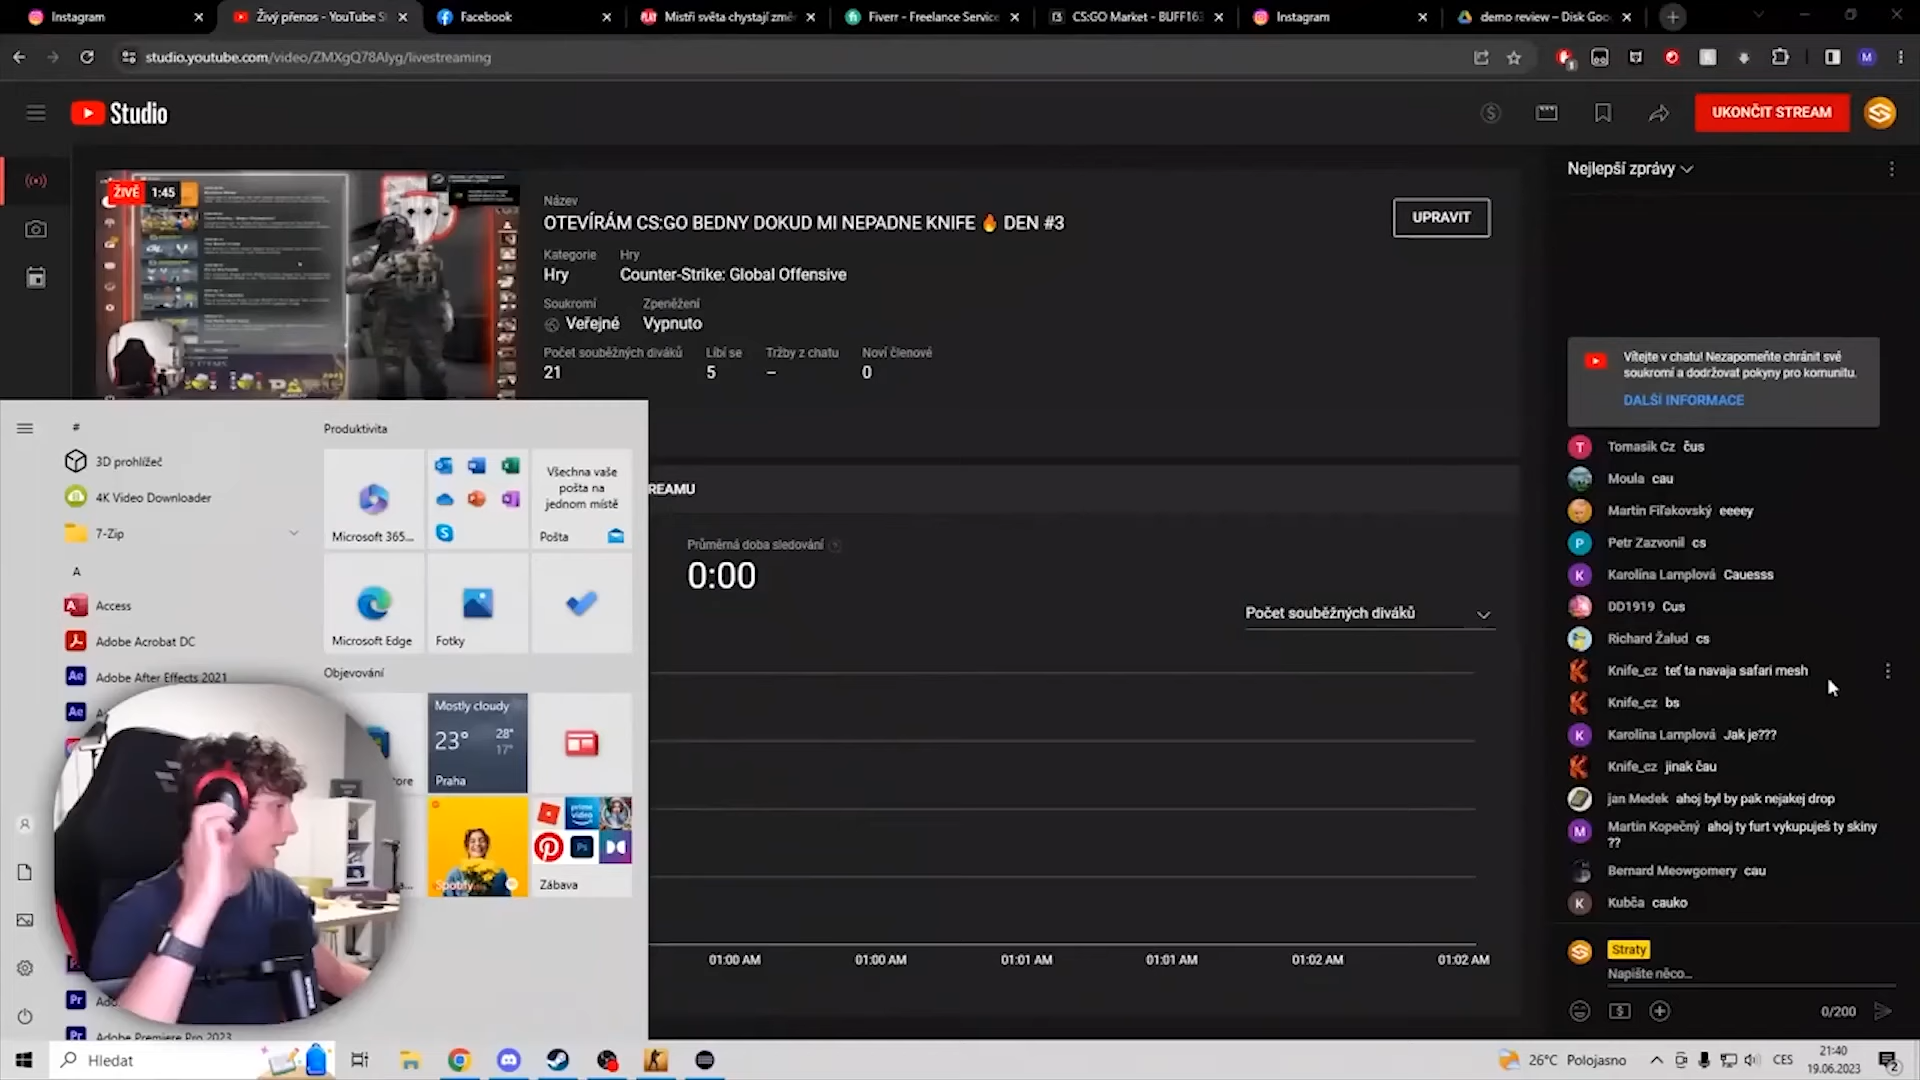 Instagram
Živý přenos - YouTube S
Facebook
Mistři světa chystají změ
Fiverr - Freelance Service
CS:GO Market - BUFF163
Instagram
demo review – Disk Goo
studio.youtube.com/video/ZMXgQ78AIyg/livestreaming
Studio
UKONČIT STREAM
ŽIVĚ 1:45
Název
OTEVÍRÁM CS:GO BEDNY DOKUD MI NEPADNE KNIFE 🔥 DEN #3
UPRAVIT
Kategorie Hry
Hry Counter-Strike: Global Offensive
Soukromí Zpeněžení
Veřejné Vypnuto
Počet souběžných diváků Líbí se Tržby z chatu Noví členové
21 5 – 0
REAMU
Průměrná doba sledování
0:00
Počet souběžných diváků
01:00 AM 01:00 AM 01:01 AM 01:01 AM 01:02 AM 01:02 AM
Nejlepší zprávy
Vítejte v chatu! Nezapomeňte chránit své
soukromí a dodržovat pokyny pro komunitu.
DALŠÍ INFORMACE
T Tomasik Cz čus
Moula cau
Martin Fiľakovský eeeey
P Petr Zazvonil cs
K Karolína Lamplová Cauesss
DD1919 Cus
Richard Žalud cs
Knife_cz teť ta navaja safari mesh
Knife_cz bs
K Karolína Lamplová Jak je???
Knife_cz jinak čau
jan Medek ahoj byl by pak nejakej drop
M Martin Kopečný ahoj ty furt vykupuješ ty skiny
??
Bernard Meowgomery cau
K Kubča cauko
Straty
Napište něco...
0/200
#
3D prohlížeč
4K Video Downloader
7-Zip
A
Access
Adobe Acrobat DC
Adobe After Effects 2021
Adobe Premiere Pro 2023
Produktivita
Microsoft 365...
Všechna vaše
pošta na
jednom místě
Pošta
Microsoft Edge
Fotky
Objevování
ore
Mostly cloudy
23° 28°
17°
Praha
Spotify
prime video
Zábava
Hledat
26°C Polojasno
CES
21:40
19.06.2023
2